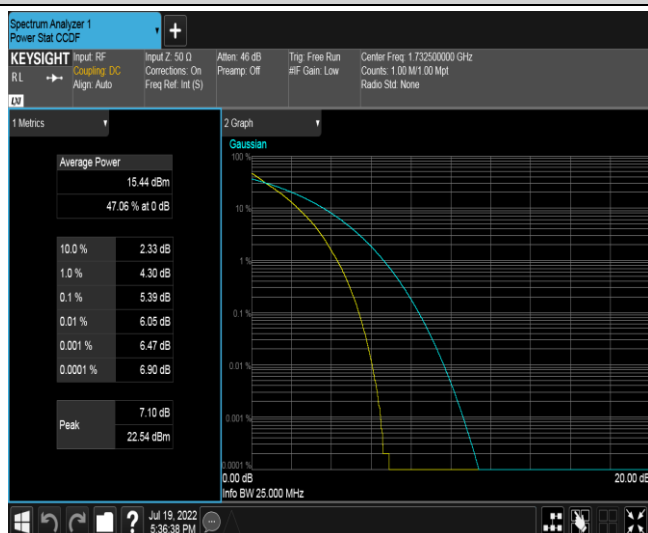 Spectrum Analyzer 1
Power Stat CCDF
KEYSIGHT
RL
LXI
Input: RF
Coupling: DC
Align: Auto
Input Z: 50 Ω
Corrections: On
Freq Ref: Int (S)
Atten: 46 dB
Preamp: Off
Trig: Free Run
#IF Gain: Low
Center Freq: 1.732500000 GHz
Counts: 1.00 M/1.00 Mpt
Radio Std: None
1 Metrics
Average Power
15.44 dBm
47.06 % at 0 dB
10.0 % 2.33 dB
1.0 % 4.30 dB
0.1 % 5.39 dB
0.01 % 6.05 dB
0.001 % 6.47 dB
0.0001 % 6.90 dB
Peak
7.10 dB
22.54 dBm
2 Graph
Gaussian
100 %
10 %
1 %
0.1 %
0.01 %
0.001 %
0.0001 %
0.00 dB
20.00 dB
Info BW 25.000 MHz
?
Jul 19, 2022
5:36:38 PM